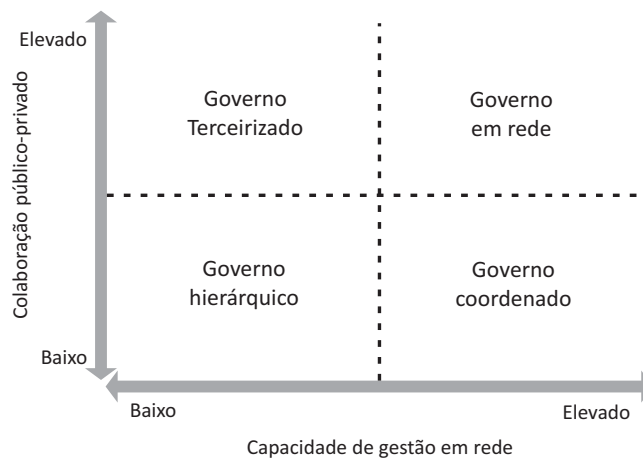 Elevado
Governo
Terceirizado
Governo
em rede
Colaboração público-privado
Governo
hierárquico
Governo
coordenado
Baixo
Baixo
Elevado
Capacidade de gestão em rede